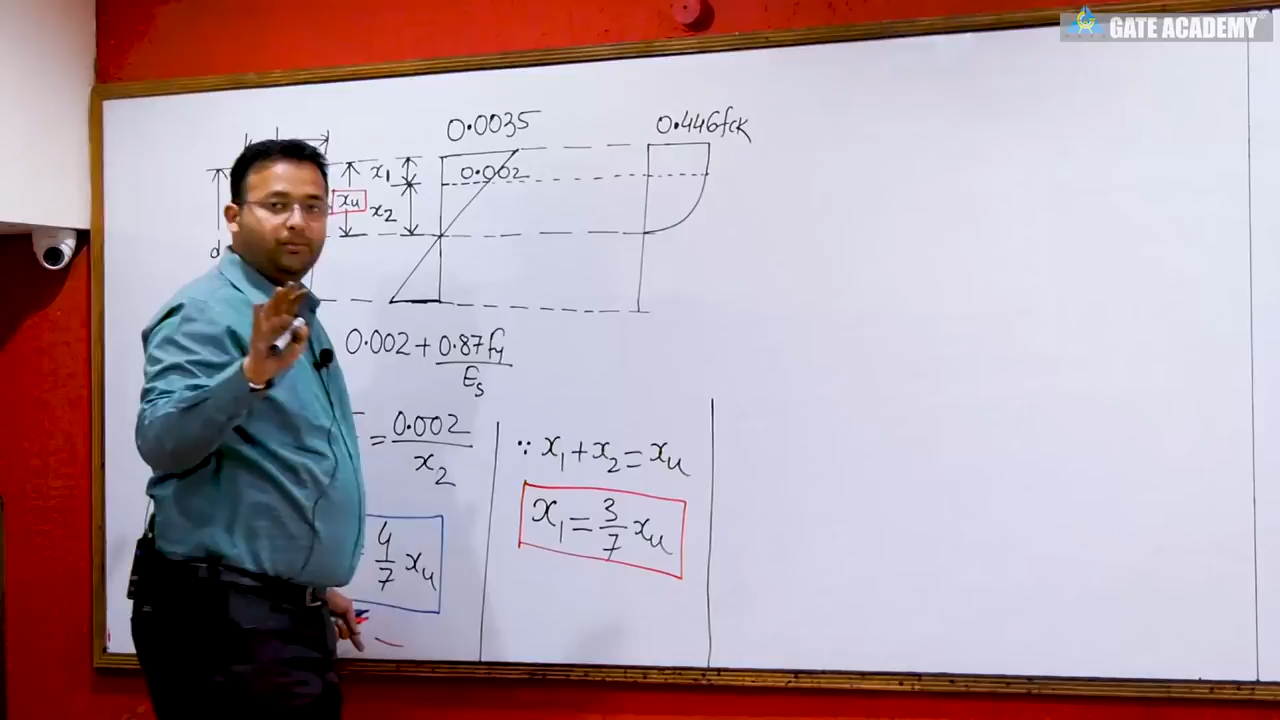 GATE ACADEMY
0.0035
0.446fck
x₁
0.002
xu
x₂
d
0.002 + 0.87fy/Es
= 0.002/x₂
∵ x₁ + x₂ = xu
x₁ = 3/7 xu
4/7 xu